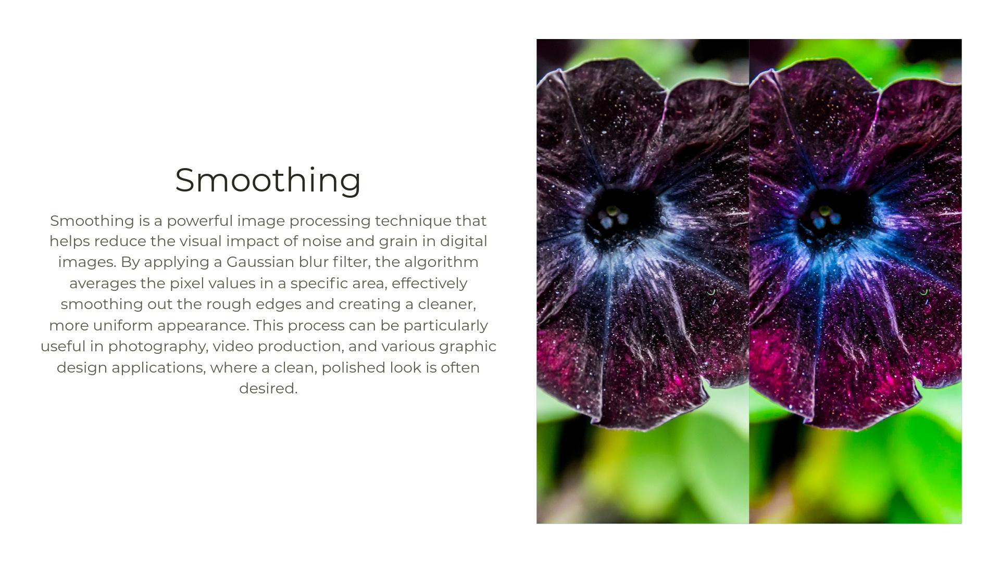 Smoothing
Smoothing is a powerful image processing technique that
helps reduce the visual impact of noise and grain in digital
images. By applying a Gaussian blur filter, the algorithm
averages the pixel values in a specific area, effectively
smoothing out the rough edges and creating a cleaner,
more uniform appearance. This process can be particularly
useful in photography, video production, and various graphic
design applications, where a clean, polished look is often
desired.